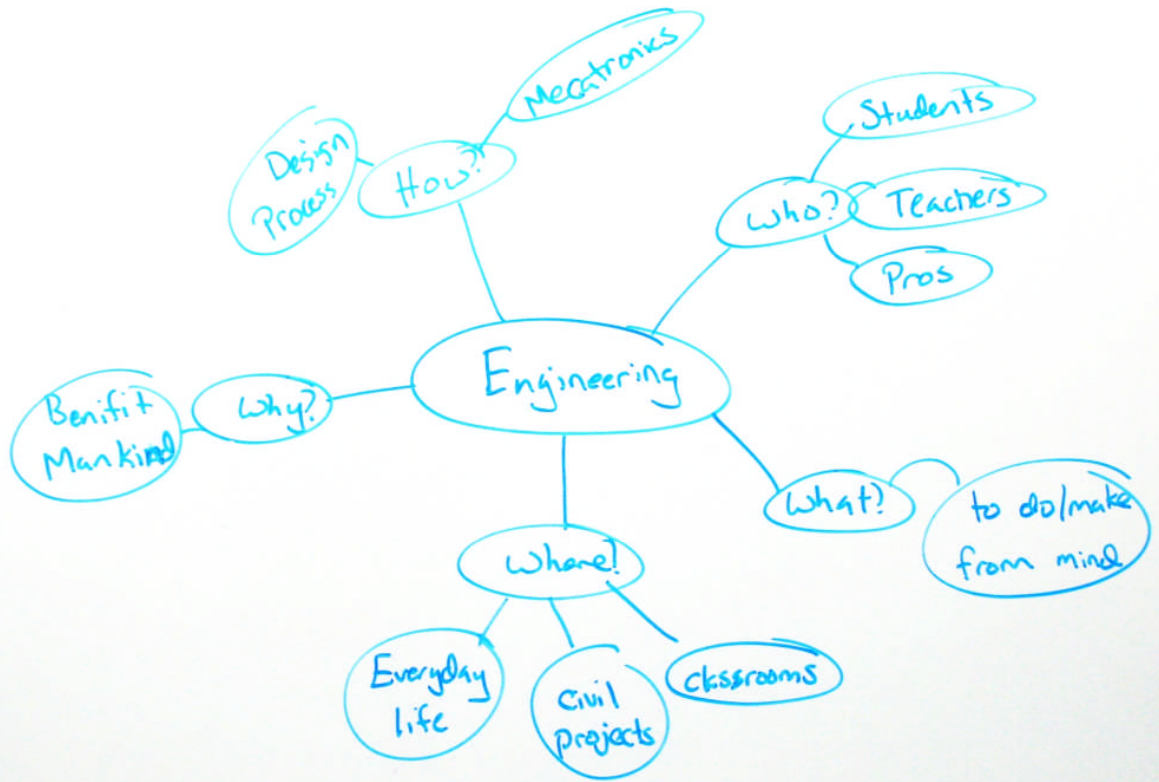 Mecatronics
Design
Process
How?
Students
Who?
Teachers
Pros
Engineering
Why?
Benifit
Mankind
What?
to do/make
from mind
Where?
Everyday
life
Civil
projects
classrooms